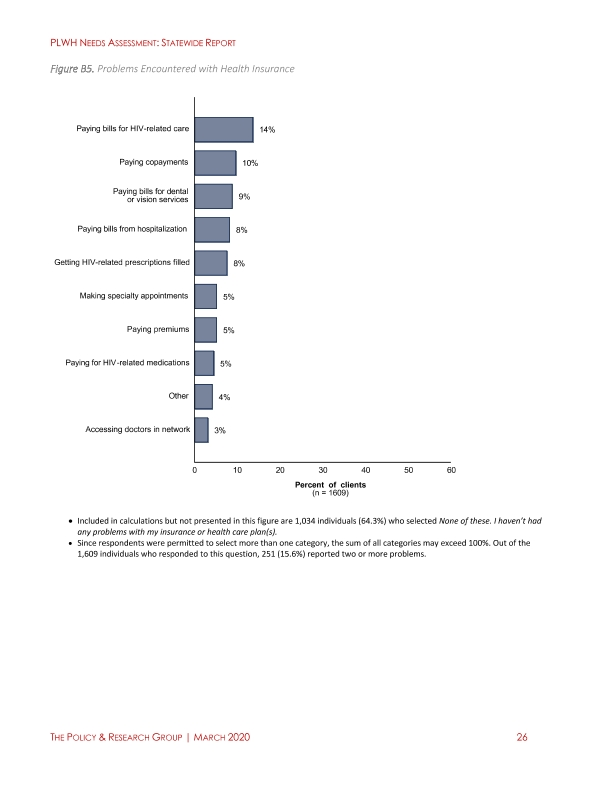 PLWH NEEDS ASSESSMENT: STATEWIDE REPORT
Figure B5. Problems Encountered with Health Insurance
Paying bills for HIV-related care
14%
Paying copayments
10%
Paying bills for dental
or vision services
9%
Paying bills from hospitalization
8%
Getting HIV-related prescriptions filled
8%
Making specialty appointments
5%
Paying premiums
5%
Paying for HIV-related medications
5%
Other
4%
Accessing doctors in network
3%
0 10 20 30 40 50 60
Percent of clients
(n = 1609)
• Included in calculations but not presented in this figure are 1,034 individuals (64.3%) who selected None of these. I haven't had
any problems with my insurance or health care plan(s).
• Since respondents were permitted to select more than one category, the sum of all categories may exceed 100%. Out of the
1,609 individuals who responded to this question, 251 (15.6%) reported two or more problems.
THE POLICY & RESEARCH GROUP | MARCH 2020 26